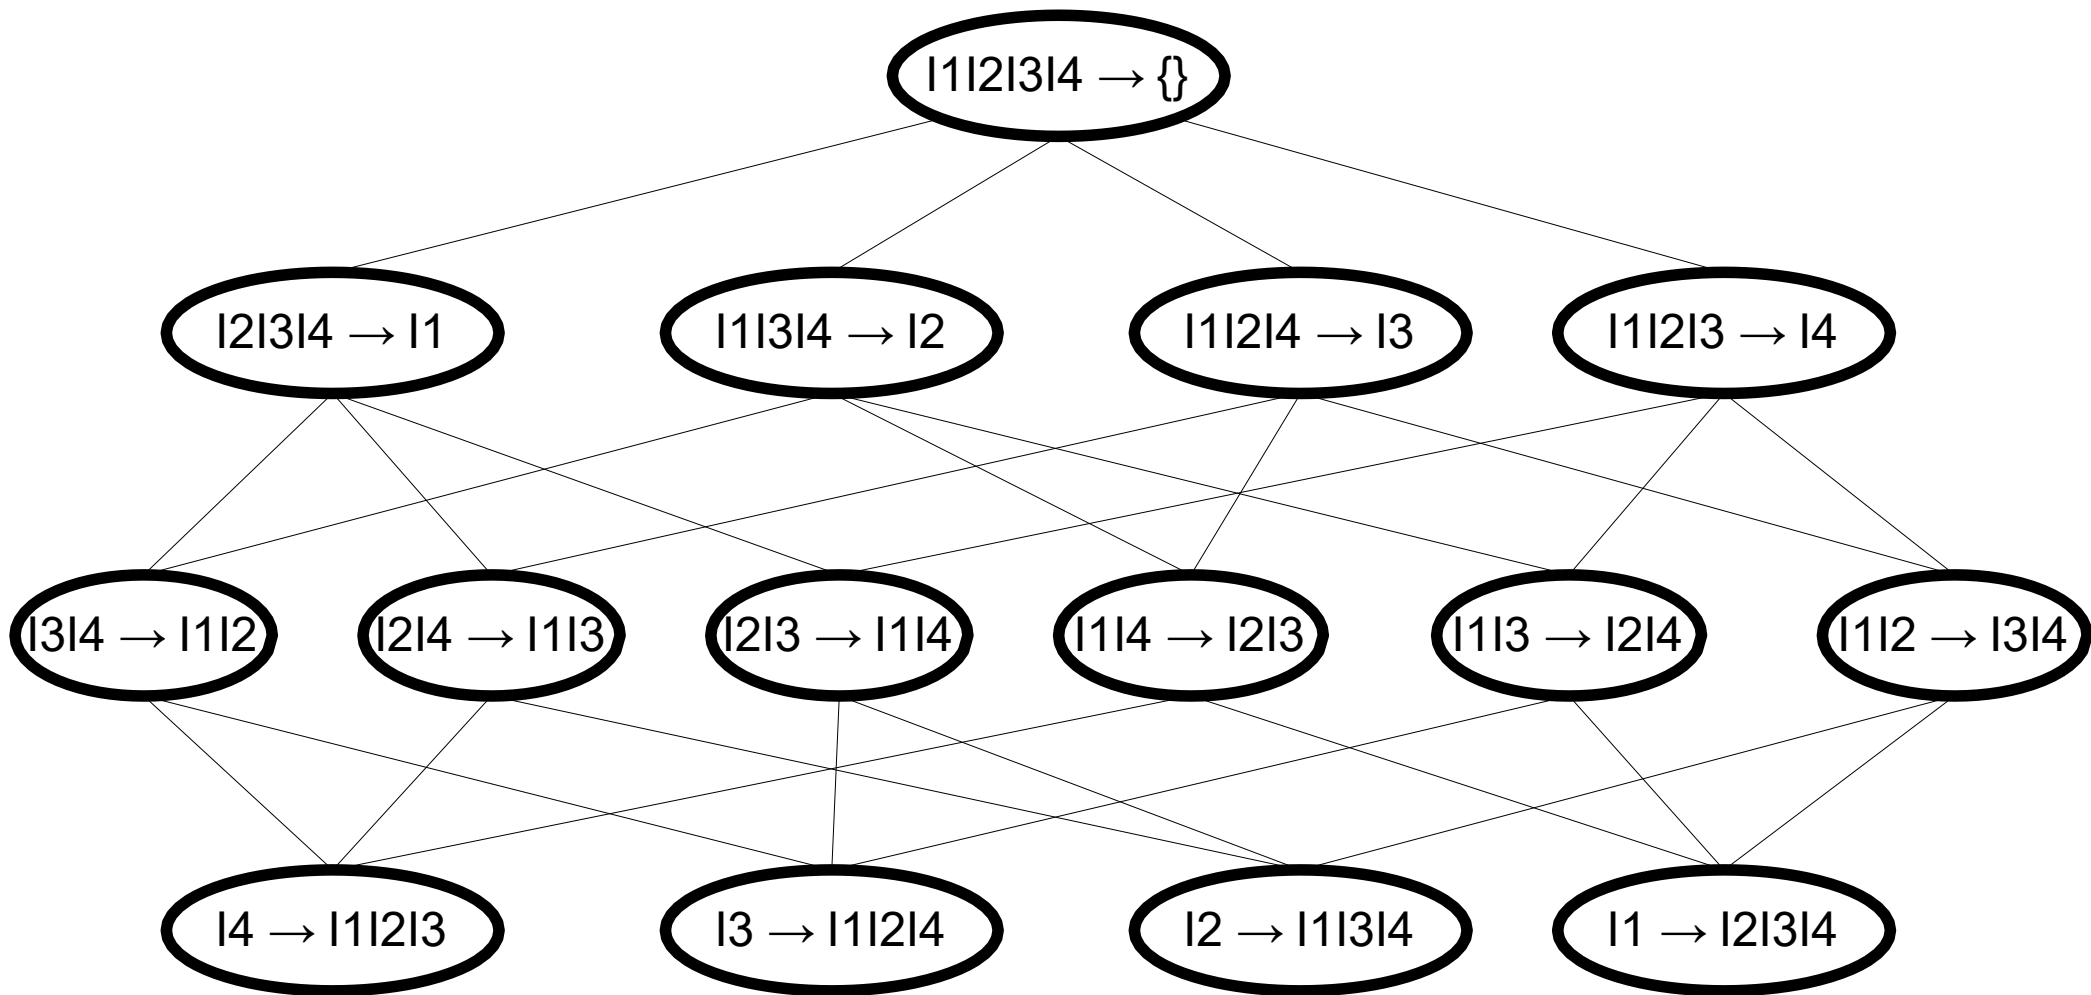 I1I2I3I4 → {}
I2I3I4 → I1
I1I3I4 → I2
I1I2I4 → I3
I1I2I3 → I4
I3I4 → I1I2
I2I4 → I1I3
I2I3 → I1I4
I1I4 → I2I3
I1I3 → I2I4
I1I2 → I3I4
I4 → I1I2I3
I3 → I1I2I4
I2 → I1I3I4
I1 → I2I3I4